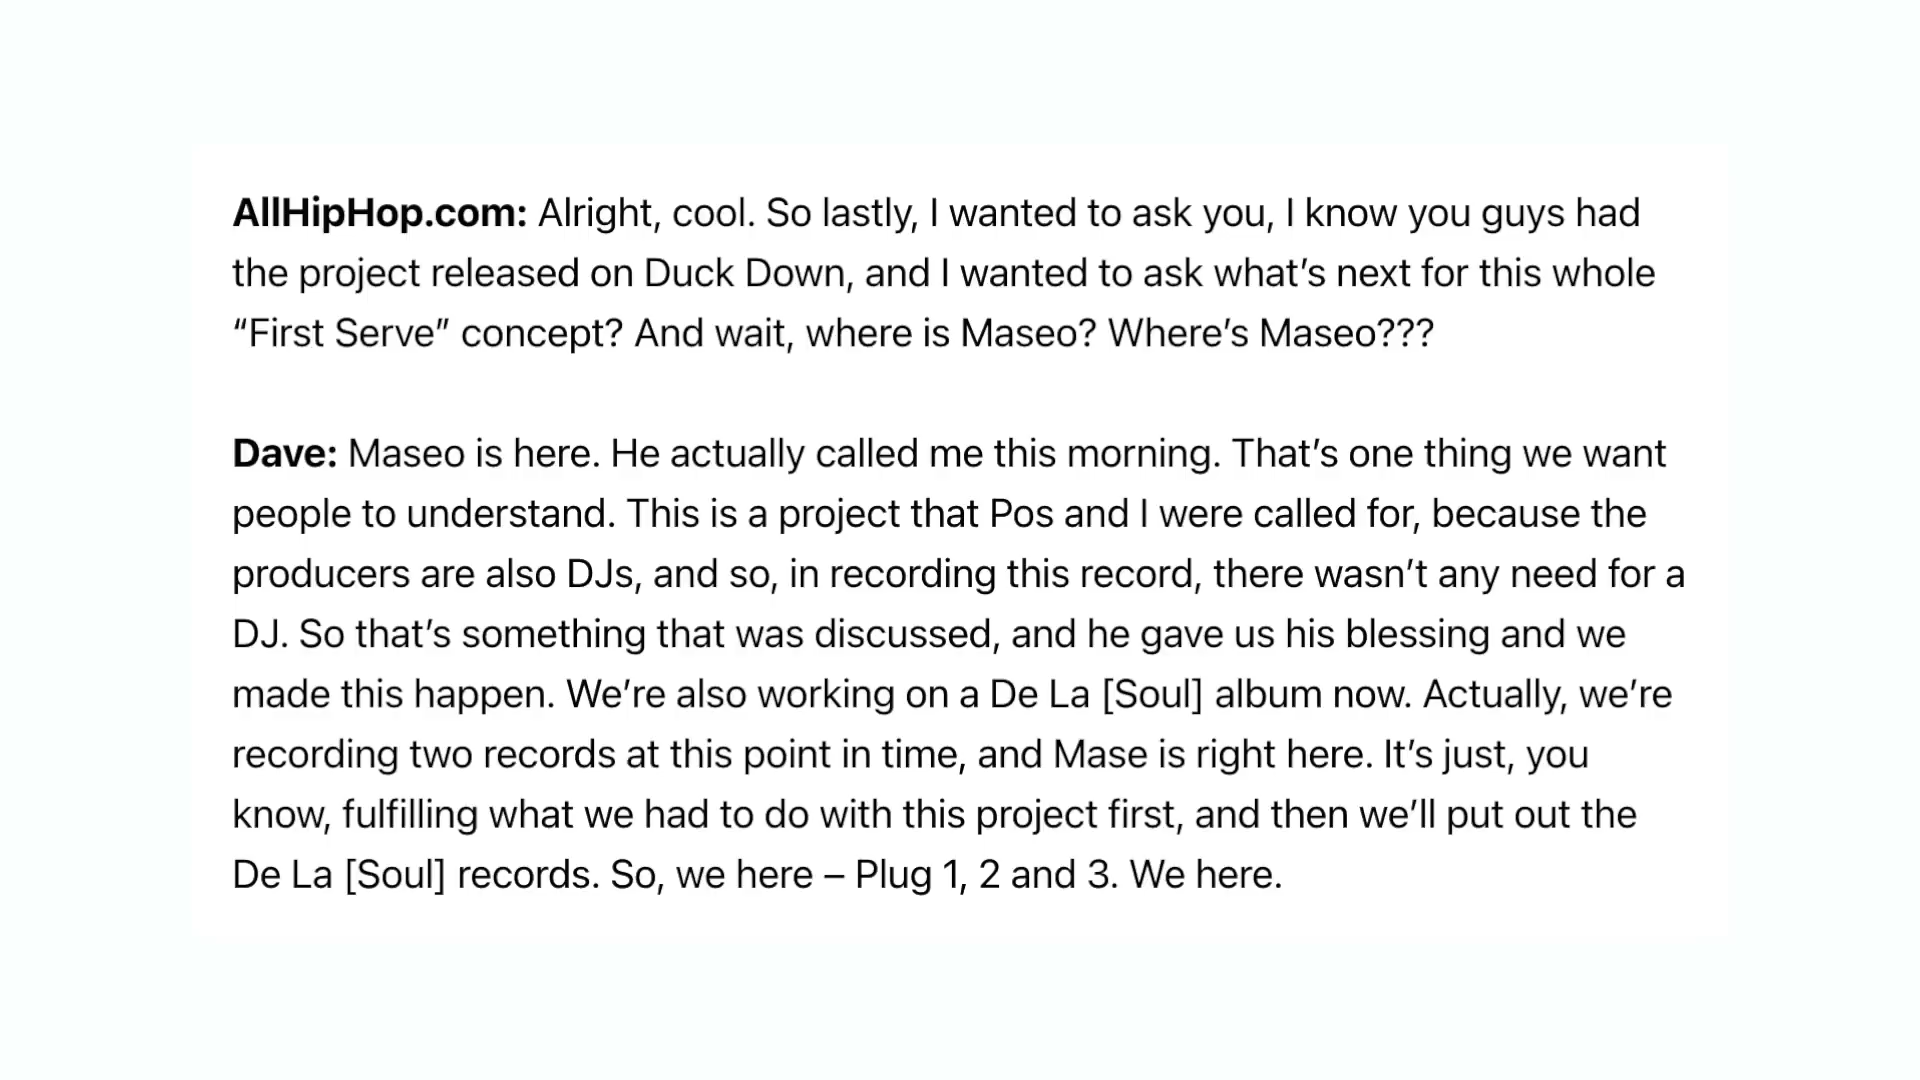 AllHipHop.com: Alright, cool. So lastly, I wanted to ask you, I know you guys had
the project released on Duck Down, and I wanted to ask what’s next for this whole
“First Serve” concept? And wait, where is Maseo? Where’s Maseo???
Dave: Maseo is here. He actually called me this morning. That’s one thing we want
people to understand. This is a project that Pos and I were called for, because the
producers are also DJs, and so, in recording this record, there wasn’t any need for a
DJ. So that’s something that was discussed, and he gave us his blessing and we
made this happen. We’re also working on a De La [Soul] album now. Actually, we’re
recording two records at this point in time, and Mase is right here. It’s just, you
know, fulfilling what we had to do with this project first, and then we’ll put out the
De La [Soul] records. So, we here – Plug 1, 2 and 3. We here.